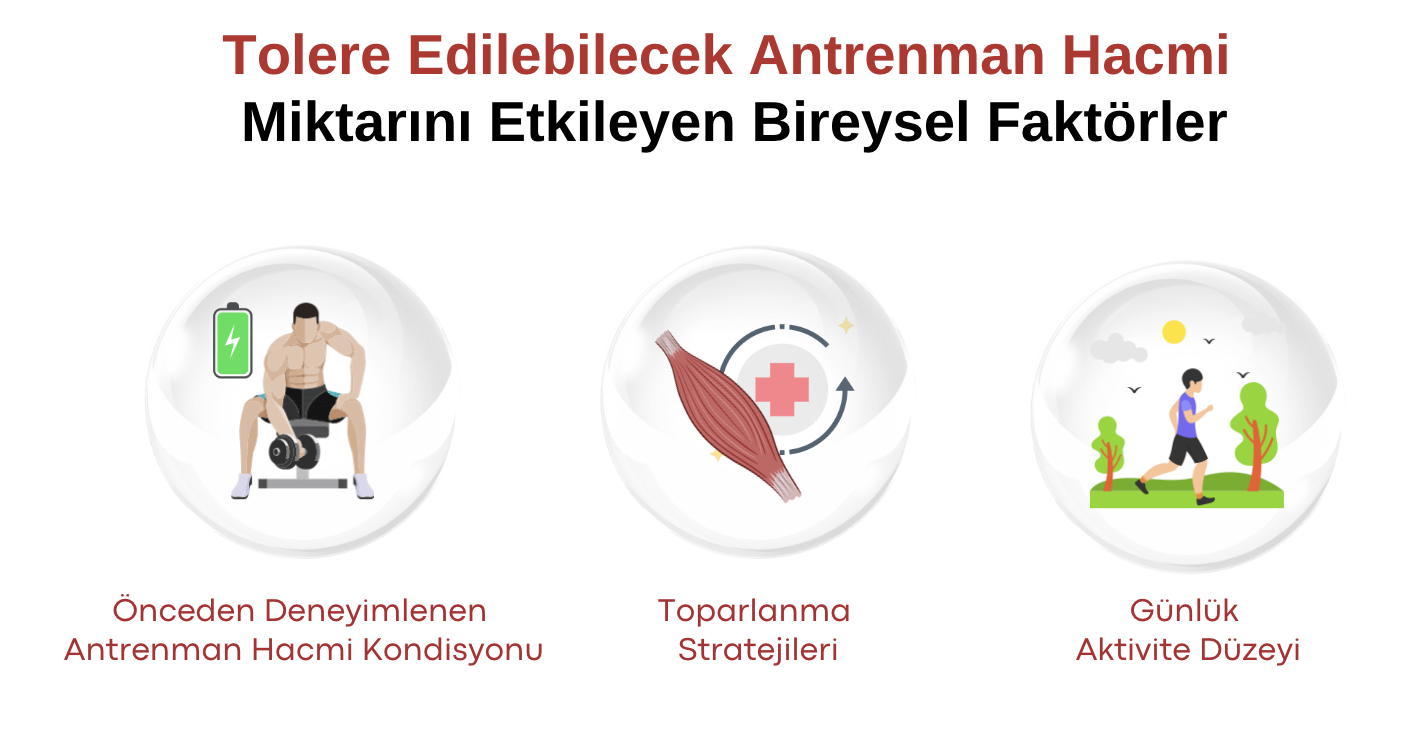 Tolere Edilebilecek Antrenman Hacmi
Miktarını Etkileyen Bireysel Faktörler
Önceden Deneyimlenen
Antrenman Hacmi Kondisyonu
Toparlanma
Stratejileri
Günlük
Aktivite Düzeyi